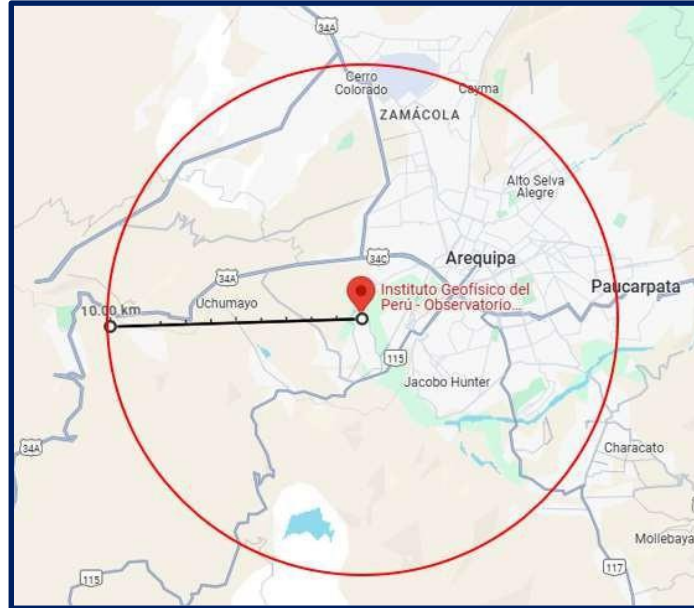 34A
Cerro
Colorado
Cayma
ZAMÁCOLA
Alto Selva
Alegre
34C
Arequipa
34A
Instituto Geofísico del
Perú - Observatorio...
Paucarpata
Uchumayo
10.00 km
115
Jacobo Hunter
34A
Characato
Mollebaya
115
117